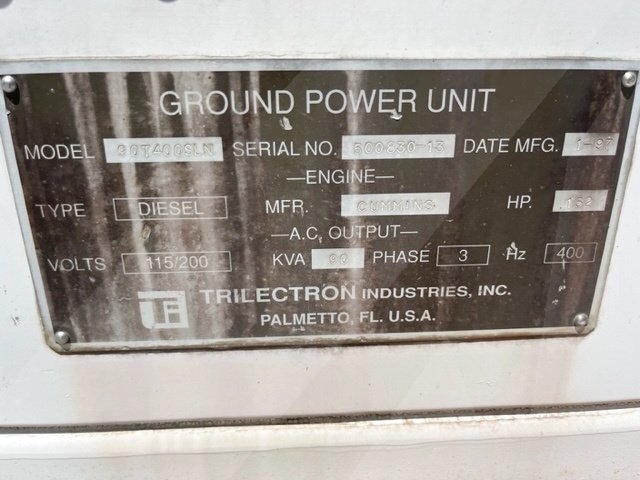 GROUND POWER UNIT
MODEL 90T400SLN SERIAL NO. 500830-13 DATE MFG. 1-97
—ENGINE—
TYPE DIESEL MFR. CUMMINS HP. 152
—A.C. OUTPUT—
VOLTS 115/200 KVA 90 PHASE 3 Hz 400
TRILECTRON INDUSTRIES, INC.
PALMETTO, FL. U.S.A.